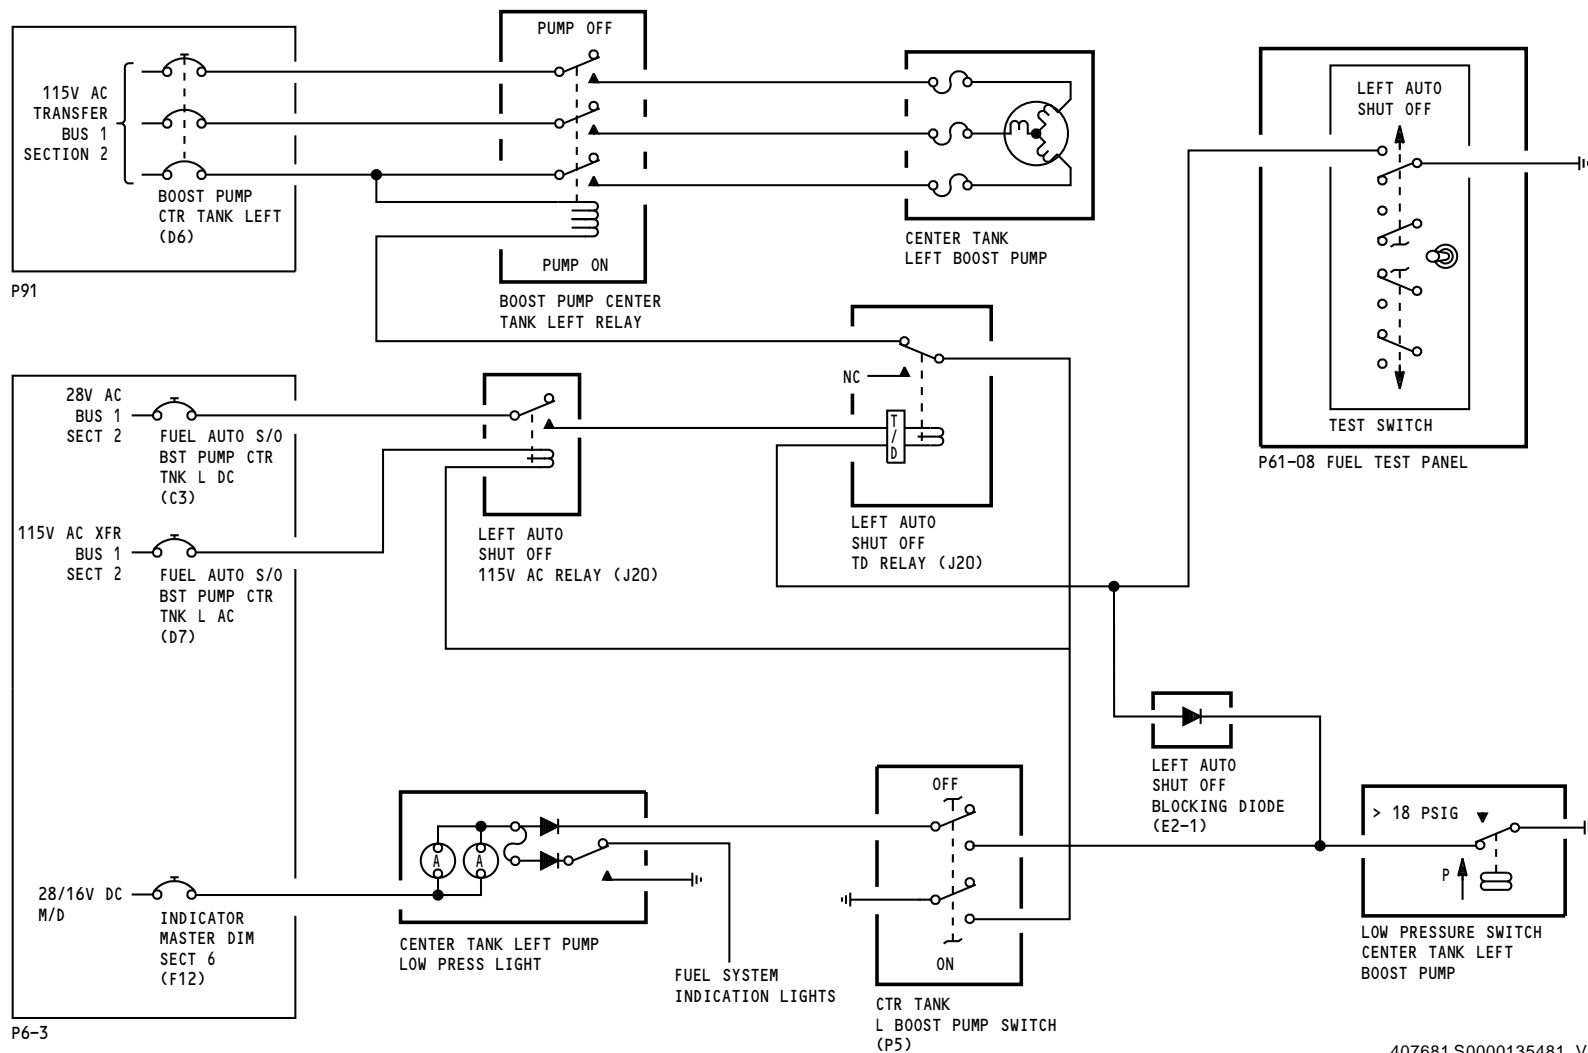 PUMP OFF
115V AC
TRANSFER
BUS 1
SECTION 2
BOOST PUMP
CTR TANK LEFT
(D6)
P91
PUMP ON
BOOST PUMP CENTER
TANK LEFT RELAY
CENTER TANK
LEFT BOOST PUMP
LEFT AUTO
SHUT OFF
TEST SWITCH
P61-08 FUEL TEST PANEL
28V AC
BUS 1
SECT 2
FUEL AUTO S/O
BST PUMP CTR
TNK L DC
(C3)
115V AC XFR
BUS 1
SECT 2
FUEL AUTO S/O
BST PUMP CTR
TNK L AC
(D7)
LEFT AUTO
SHUT OFF
115V AC RELAY (J20)
NC
T
/
D
LEFT AUTO
SHUT OFF
TD RELAY (J20)
LEFT AUTO
SHUT OFF
BLOCKING DIODE
(E2-1)
28/16V DC
M/D
INDICATOR
MASTER DIM
SECT 6
(F12)
P6-3
A
A
CENTER TANK LEFT PUMP
LOW PRESS LIGHT
FUEL SYSTEM
INDICATION LIGHTS
OFF
ON
CTR TANK
L BOOST PUMP SWITCH
(P5)
> 18 PSIG
P
LOW PRESSURE SWITCH
CENTER TANK LEFT
BOOST PUMP